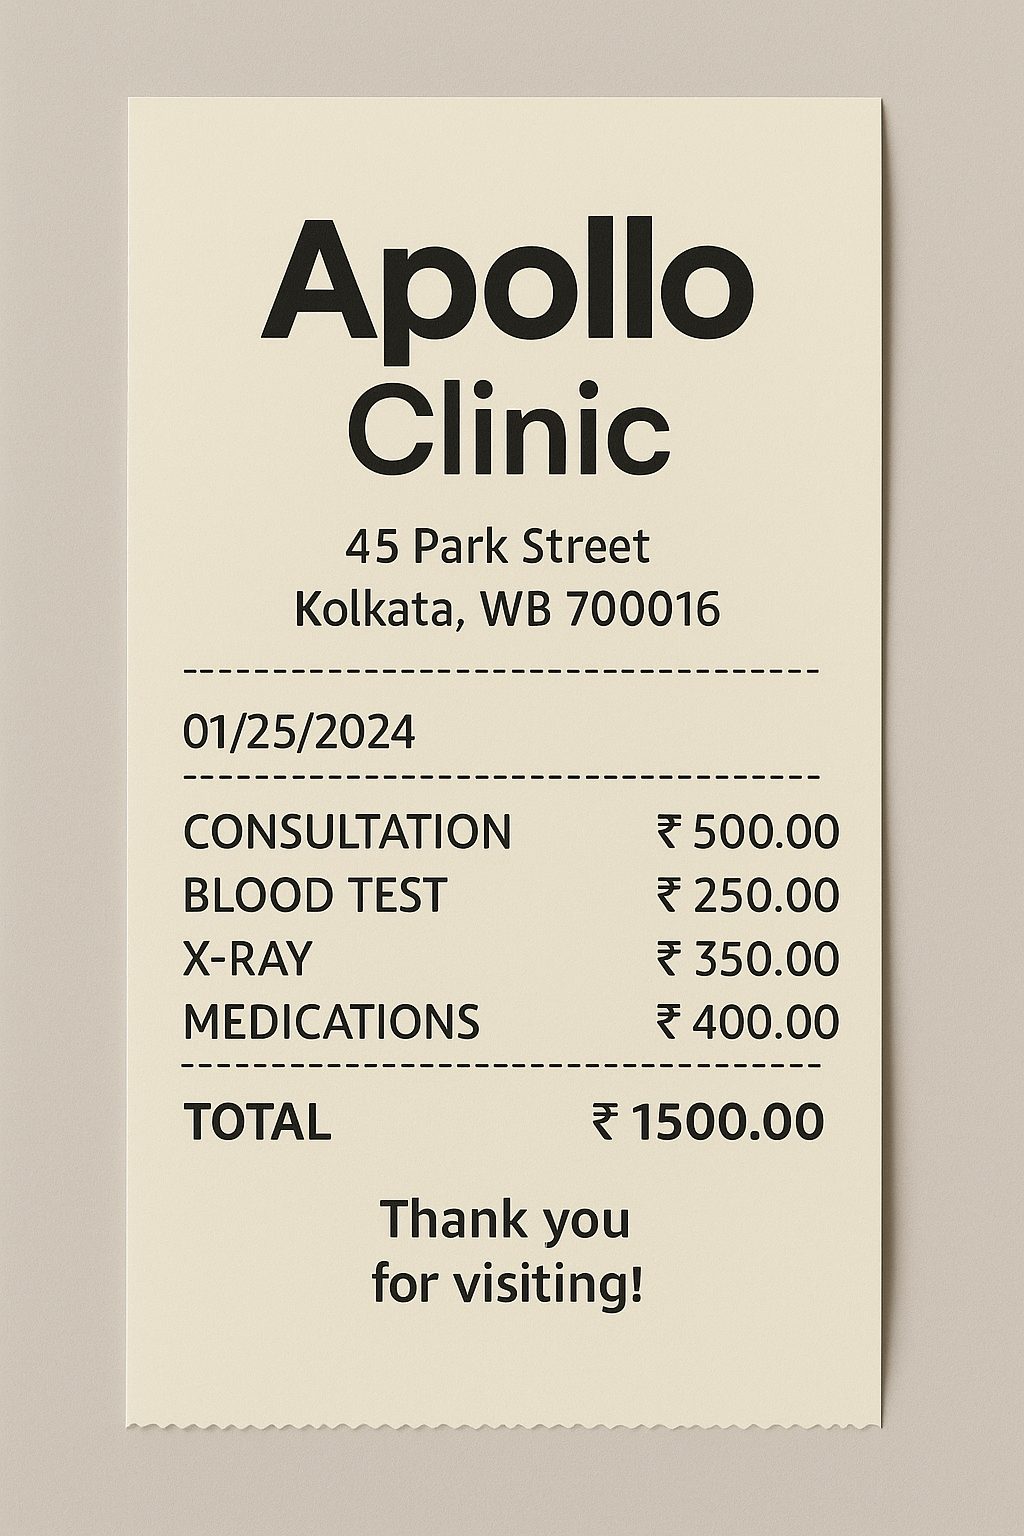 Apollo
Clinic
45 Park Street
Kolkata, WB 700016
-----------------------------------
01/25/2024
-----------------------------------
CONSULTATION ₹ 500.00
BLOOD TEST ₹ 250.00
X-RAY ₹ 350.00
MEDICATIONS ₹ 400.00
-----------------------------------
TOTAL ₹ 1500.00
Thank you
for visiting!